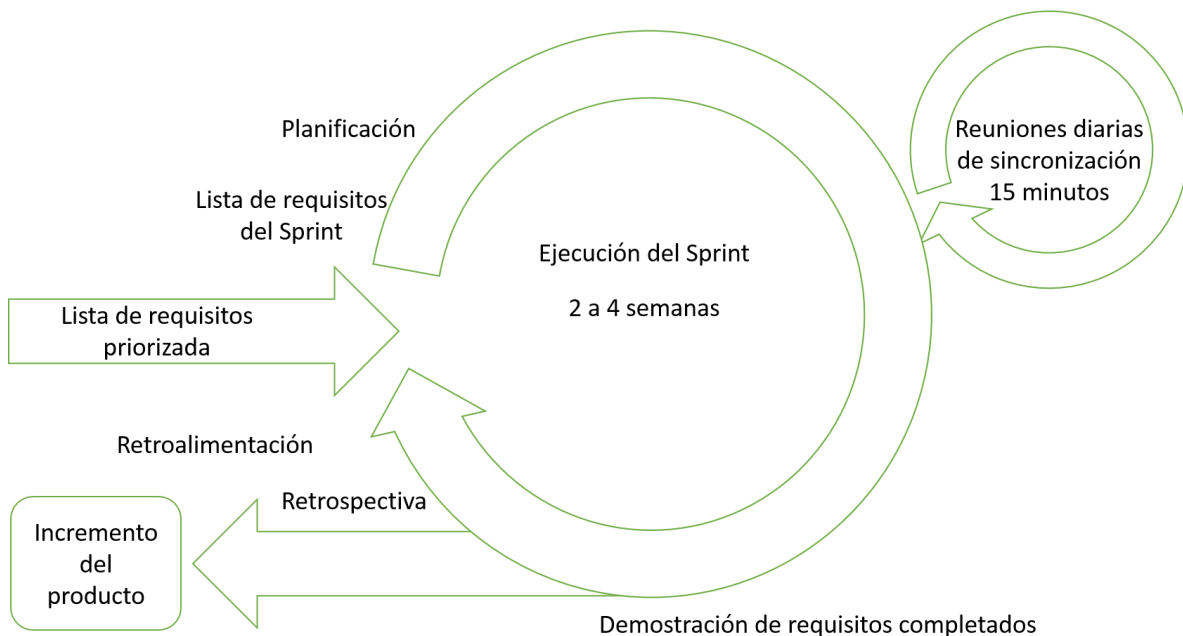 Planificación
Lista de requisitos
del Sprint
Lista de requisitos
priorizada
Ejecución del Sprint
2 a 4 semanas
Reuniones diarias
de sincronización
15 minutos
Retroalimentación
Retrospectiva
Incremento
del
producto
Demostración de requisitos completados